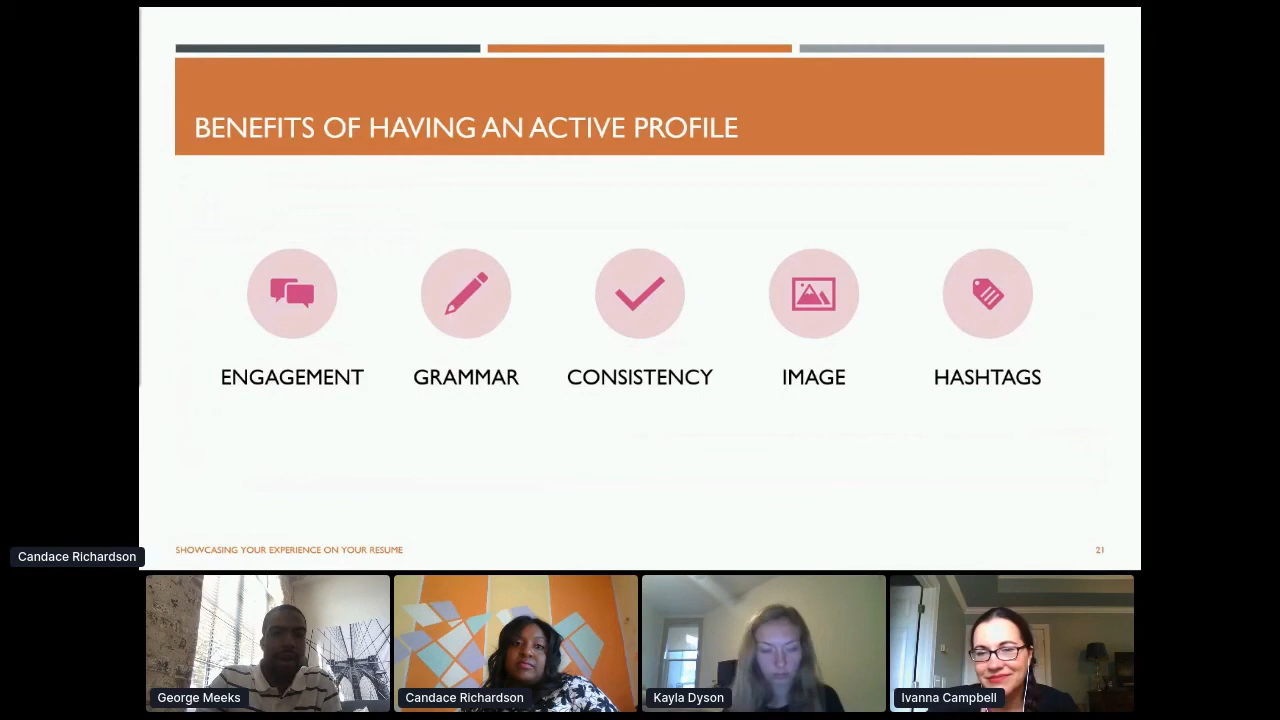 BENEFITS OF HAVING AN ACTIVE PROFILE
ENGAGEMENT
GRAMMAR
CONSISTENCY
IMAGE
HASHTAGS
SHOWCASING YOUR EXPERIENCE ON YOUR RESUME
21
Candace Richardson
George Meeks
Candace Richardson
Kayla Dyson
Ivanna Campbell